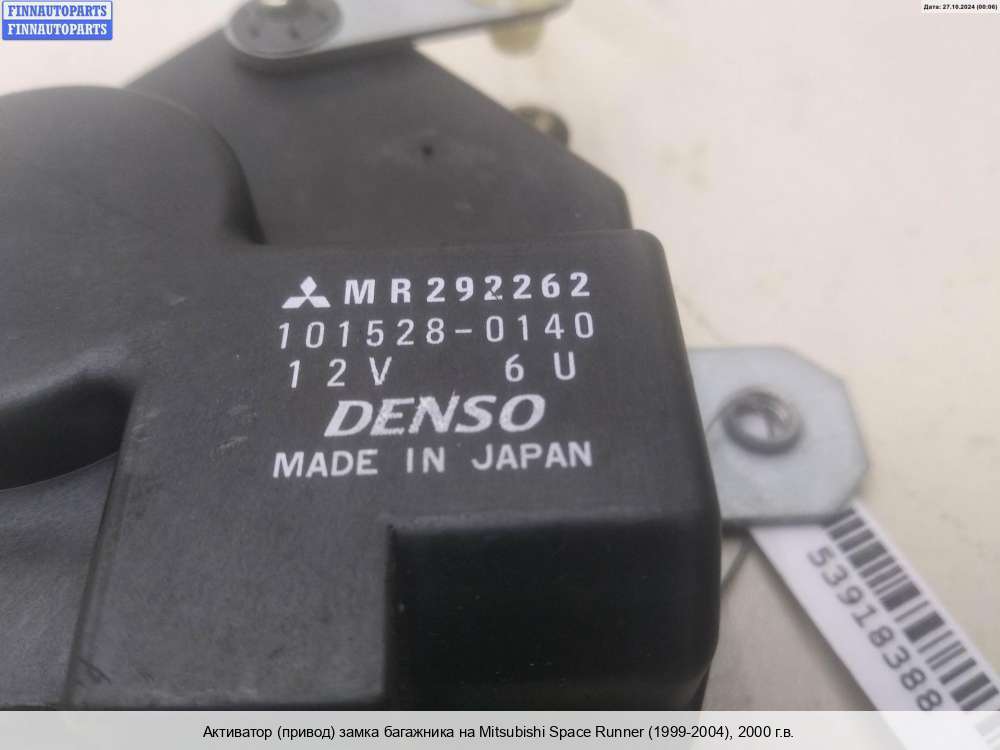 FINNAUTOPARTS
FINNAUTOPARTS
Дата: 27.10.2024 (00:06)
MR292262
101528-0140
12V 6U
DENSO
MADE IN JAPAN
539183888
Активатор (привод) замка багажника на Mitsubishi Space Runner (1999-2004), 2000 г.в.